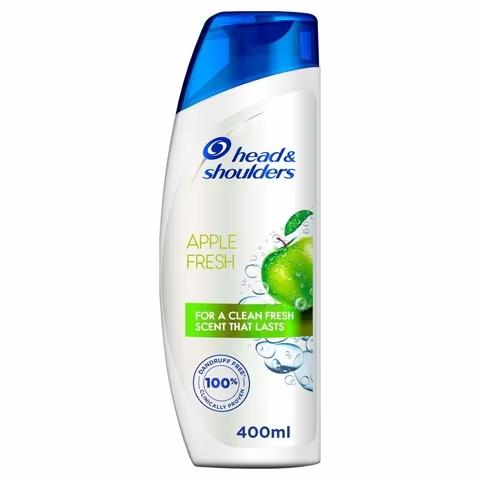 head &
shoulders
APPLE
FRESH
FOR A CLEAN FRESH
SCENT THAT LASTS
DANDRUFF FREE*
100%
CLINICALLY PROVEN
400ml